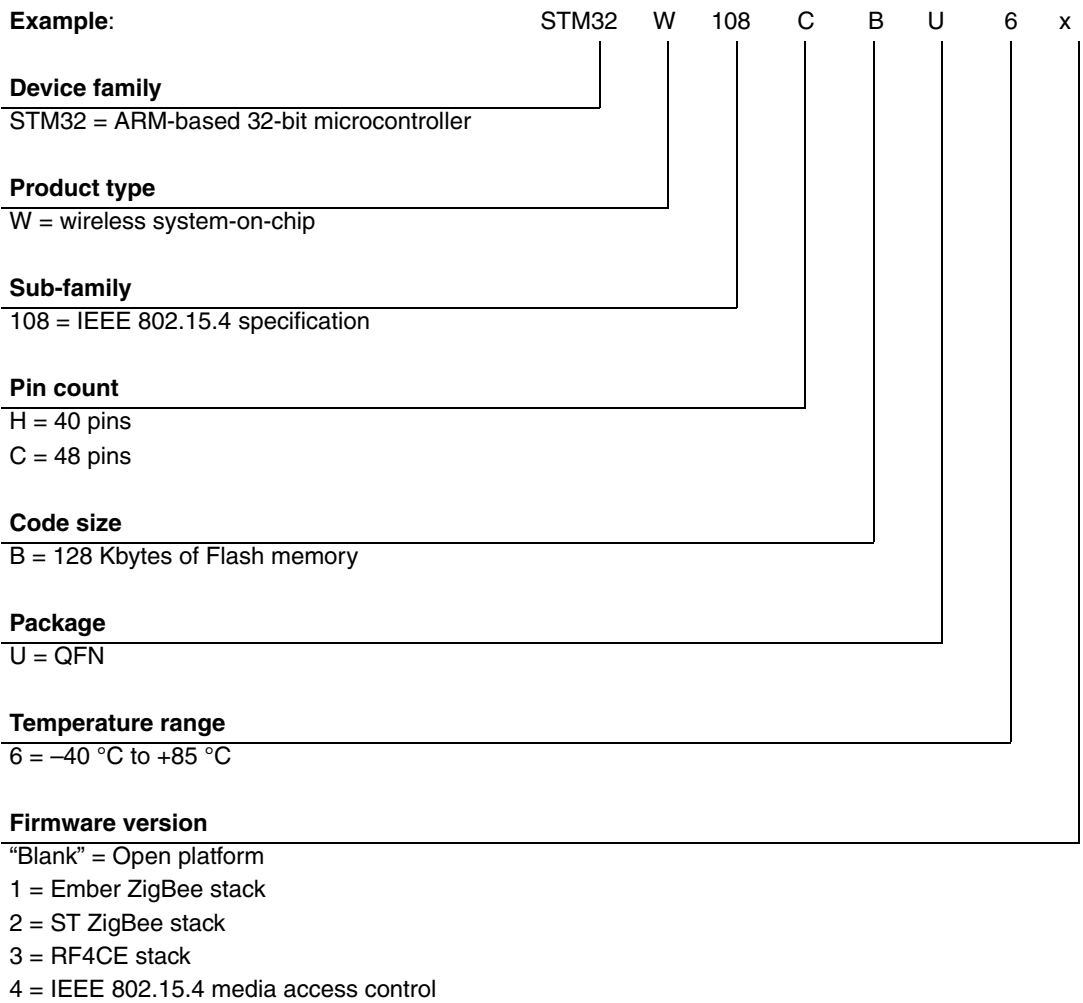 Example: STM32 W 108 C B U 6 x
Device family
STM32 = ARM-based 32-bit microcontroller
Product type
W = wireless system-on-chip
Sub-family
108 = IEEE 802.15.4 specification
Pin count
H = 40 pins
C = 48 pins
Code size
B = 128 Kbytes of Flash memory
Package
U = QFN
Temperature range
6 = –40 °C to +85 °C
Firmware version
“Blank” = Open platform
1 = Ember ZigBee stack
2 = ST ZigBee stack
3 = RF4CE stack
4 = IEEE 802.15.4 media access control